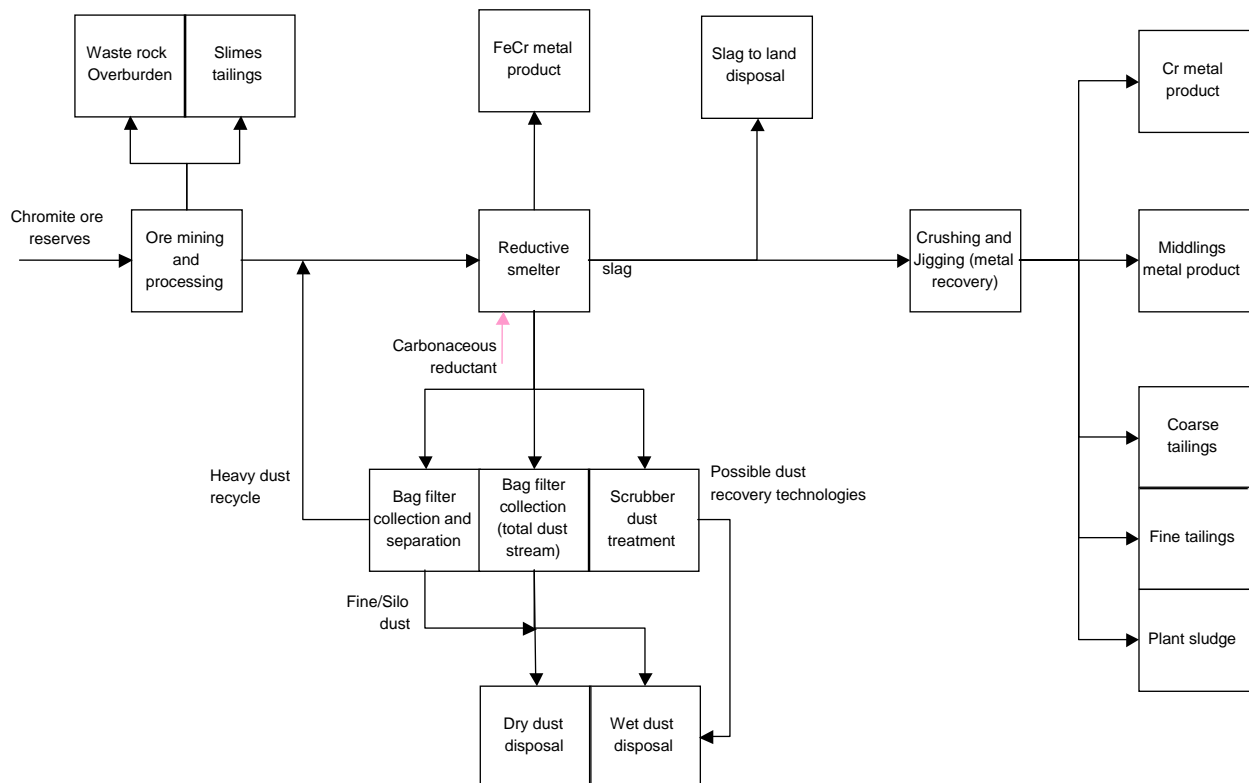 Waste rock
Overburden
Slimes
tailings
FeCr metal
product
Slag to land
disposal
Cr metal
product
Chromite ore
reserves
Ore mining
and
processing
Reductive
smelter
slag
Crushing and
Jigging (metal
recovery)
Middlings
metal product
Carbonaceous
reductant
Coarse
tailings
Heavy dust
recycle
Bag filter
collection and
separation
Bag filter
collection
(total dust
stream)
Scrubber
dust
treatment
Possible dust
recovery technologies
Fine tailings
Fine/Silo
dust
Plant sludge
Dry dust
disposal
Wet dust
disposal